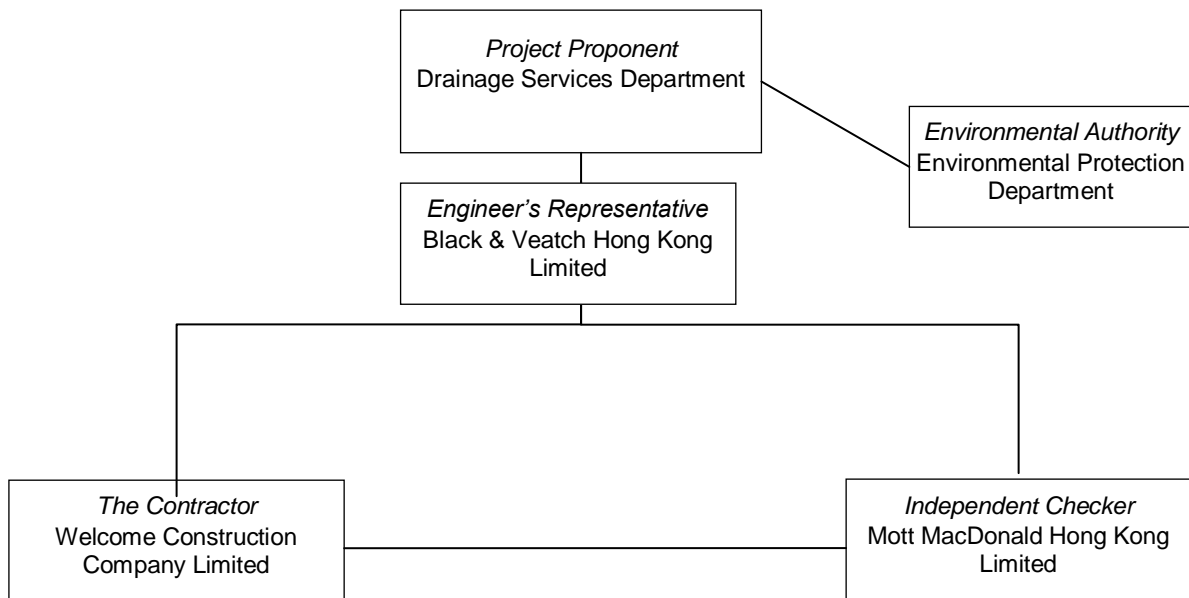 Project Proponent
Drainage Services Department
Environmental Authority
Environmental Protection
Department
Engineer’s Representative
Black & Veatch Hong Kong
Limited
The Contractor
Welcome Construction
Company Limited
Independent Checker
Mott MacDonald Hong Kong
Limited